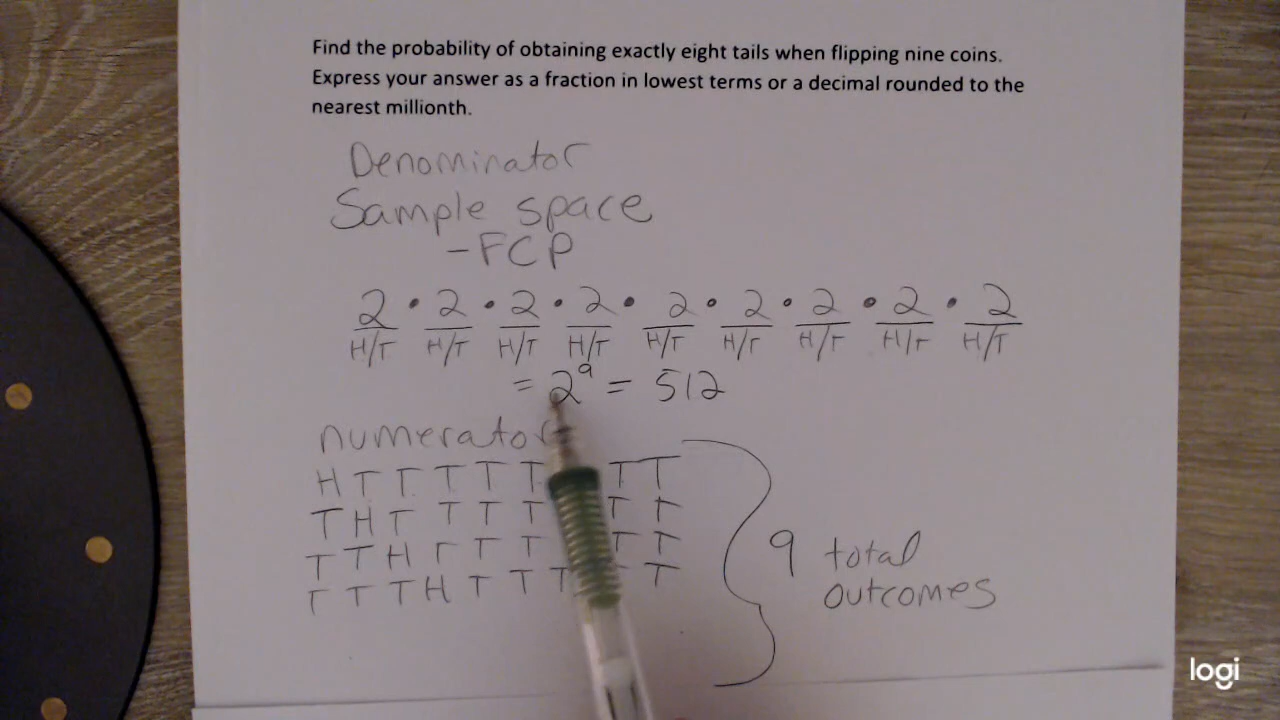 Find the probability of obtaining exactly eight tails when flipping nine coins.
Express your answer as a fraction in lowest terms or a decimal rounded to the
nearest millionth.
Denominator
Sample space
-FCP
2 • 2 • 2 • 2 • 2 • 2 • 2 • 2 • 2
H/T H/T H/T H/T H/T H/T H/T H/T H/T
= 2⁹ = 512
numerator
H T T T T T T T
T H T T T T T T
T T H T T T T T
T T T H T T T T
9 total
outcomes
logi